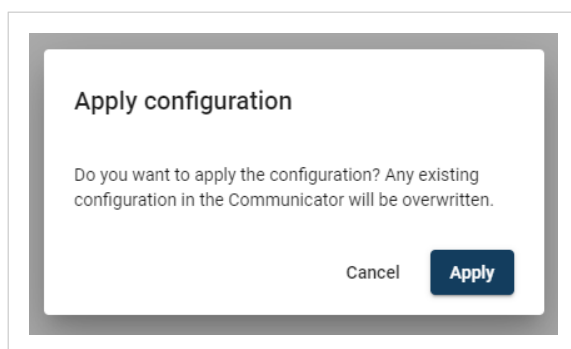 Apply configuration
Do you want to apply the configuration? Any existing
configuration in the Communicator will be overwritten.
Cancel
Apply